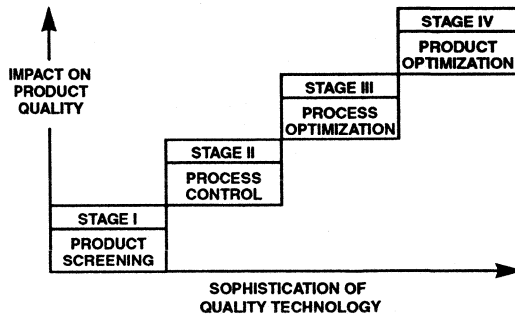 STAGE IV
PRODUCT
OPTIMIZATION
IMPACT ON
PRODUCT
QUALITY
STAGE III
PROCESS
OPTIMIZATION
STAGE II
PROCESS
CONTROL
STAGE I
PRODUCT
SCREENING
SOPHISTICATION OF
QUALITY TECHNOLOGY